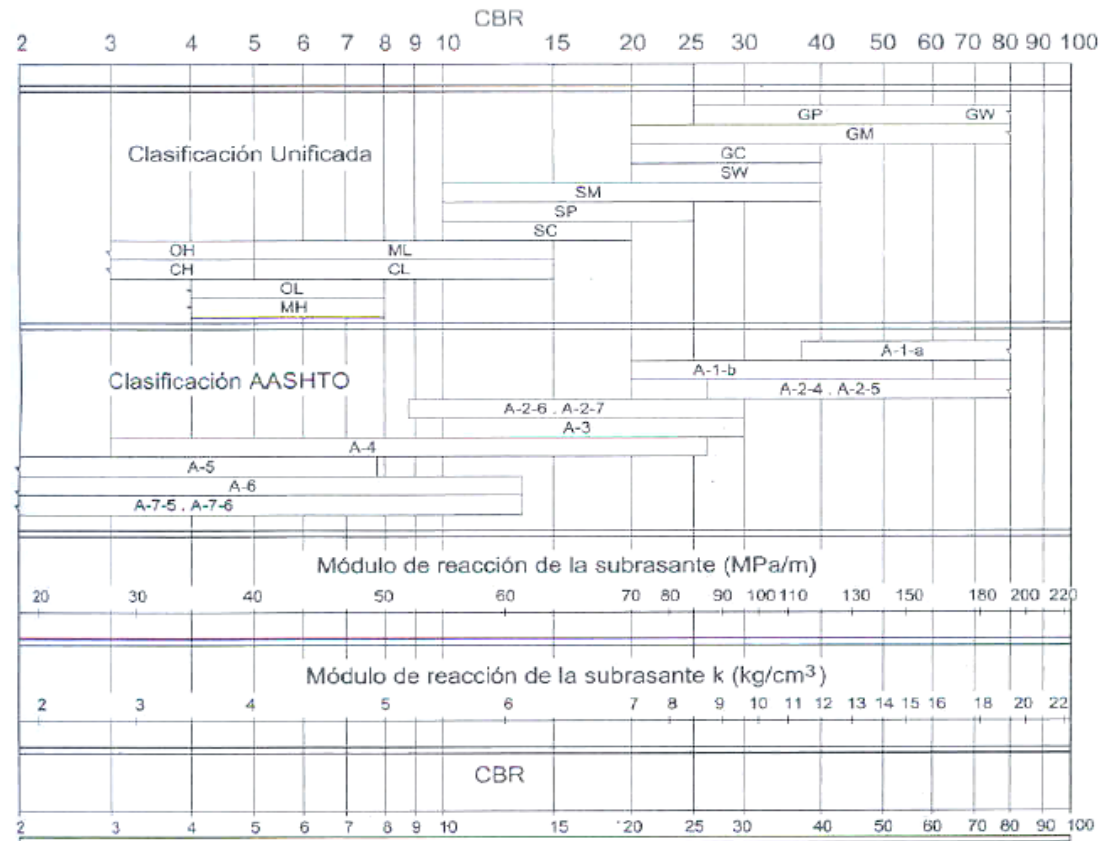 CBR
2 3 4 5 6 7 8 9 10 15 20 25 30 40 50 60 70 80 90 100
GP GW
GM
Clasificación Unificada
GC
SW
SM
SP
SC
OH ML
CH CL
OL
MH
A-1-a
A-1-b
Clasificación AASHTO
A-2-4 . A-2-5
A-2-6 . A-2-7
A-3
A-4
A-5
A-6
A-7-5 . A-7-6
Módulo de reacción de la subrasante (MPa/m)
20 30 40 50 60 70 80 90 100 110 130 150 180 200 220
Módulo de reacción de la subrasante k (kg/cm³)
2 3 4 5 6 7 8 9 10 11 12 13 14 15 16 18 20 22
CBR
2 3 4 5 6 7 8 9 10 15 20 25 30 40 50 60 70 80 90 100